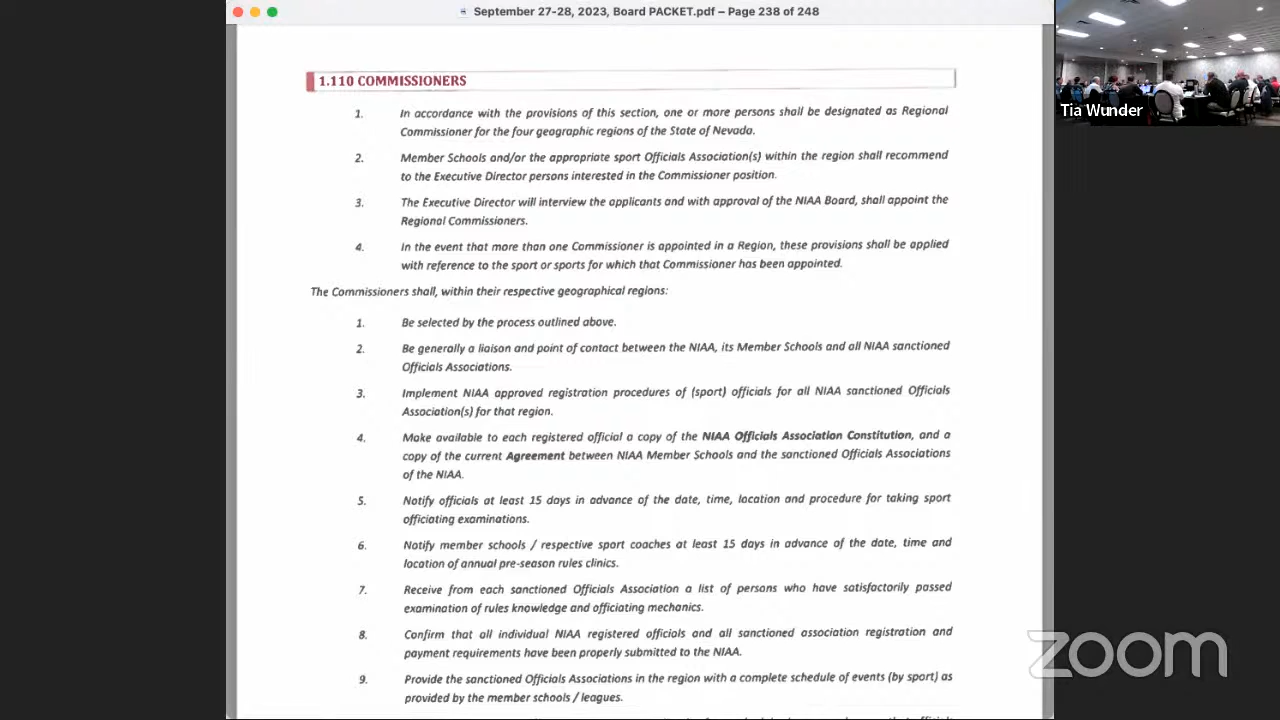 September 27-28, 2023, Board PACKET.pdf – Page 238 of 248
Tia Wunder
1.110 COMMISSIONERS
1. In accordance with the provisions of this section, one or more persons shall be designated as Regional
Commissioner for the four geographic regions of the State of Nevada.
2. Member Schools and/or the appropriate sport Officials Association(s) within the region shall recommend
to the Executive Director persons interested in the Commissioner position.
3. The Executive Director will interview the applicants and with approval of the NIAA Board, shall appoint the
Regional Commissioners.
4. In the event that more than one Commissioner is appointed in a Region, these provisions shall be applied
with reference to the sport or sports for which that Commissioner has been appointed.
The Commissioners shall, within their respective geographical regions:
1. Be selected by the process outlined above.
2. Be generally a liaison and point of contact between the NIAA, its Member Schools and all NIAA sanctioned
Officials Associations.
3. Implement NIAA approved registration procedures of (sport) officials for all NIAA sanctioned Officials
Association(s) for that region.
4. Make available to each registered official a copy of the NIAA Officials Association Constitution, and a
copy of the current Agreement between NIAA Member Schools and the sanctioned Officials Associations
of the NIAA.
5. Notify officials at least 15 days in advance of the date, time, location and procedure for taking sport
officiating examinations.
6. Notify member schools / respective sport coaches at least 15 days in advance of the date, time and
location of annual pre-season rules clinics.
7. Receive from each sanctioned Officials Association a list of persons who have satisfactorily passed
examination of rules knowledge and officiating mechanics.
8. Confirm that all individual NIAA registered officials and all sanctioned association registration and
payment requirements have been properly submitted to the NIAA.
9. Provide the sanctioned Officials Associations in the region with a complete schedule of events (by sport) as
provided by the member schools / leagues.
zoom